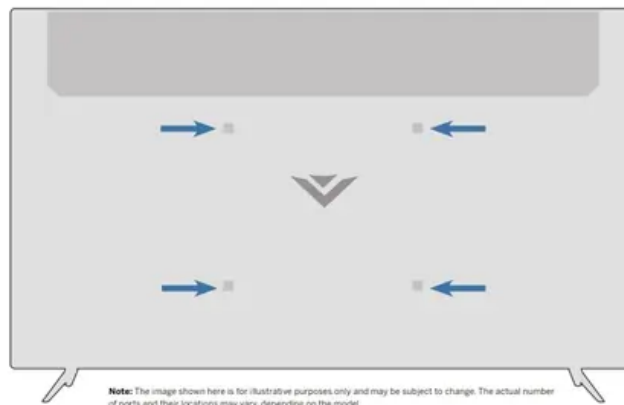 Note: The image shown here is for illustrative purposes only and may be subject to change. The actual number
of ports and their locations may vary, depending on the model.